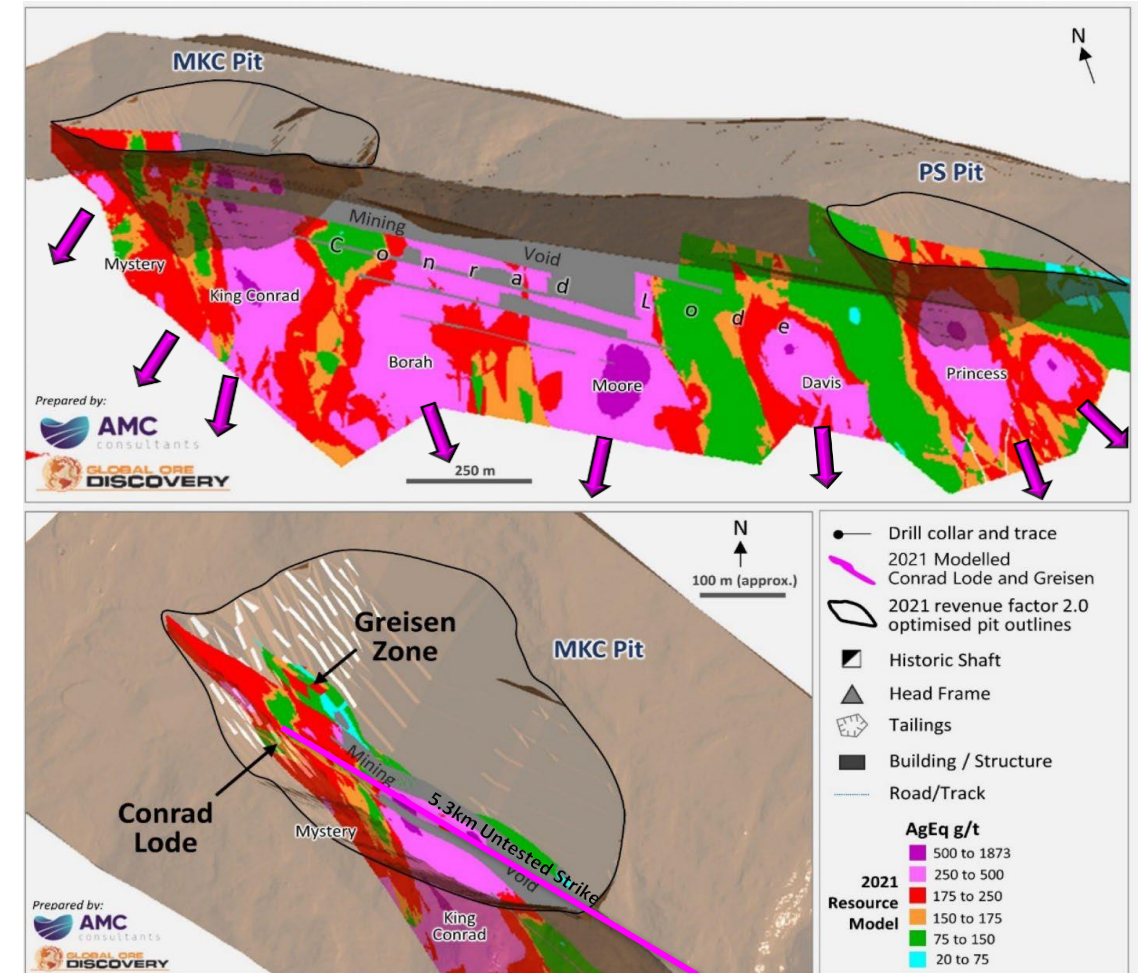 MKC Pit
N
PS Pit
Mining
Void
Conrad Lode
Mystery
King Conrad
Borah
Moore
Davis
Princess
Prepared by:
AMC
consultants
GLOBAL ORE
DISCOVERY
250 m
N
100 m (approx.)
Greisen
Zone
MKC Pit
Mining
5.3km Untested Strike
Void
Conrad
Lode
Mystery
King
Conrad
Prepared by:
AMC
consultants
GLOBAL ORE
DISCOVERY
Drill collar and trace
2021 Modelled
Conrad Lode and Greisen
2021 revenue factor 2.0
optimised pit outlines
Historic Shaft
Head Frame
Tailings
Building / Structure
Road/Track
AgEq g/t
2021
Resource
Model
500 to 1873
250 to 500
175 to 250
150 to 175
75 to 150
20 to 75